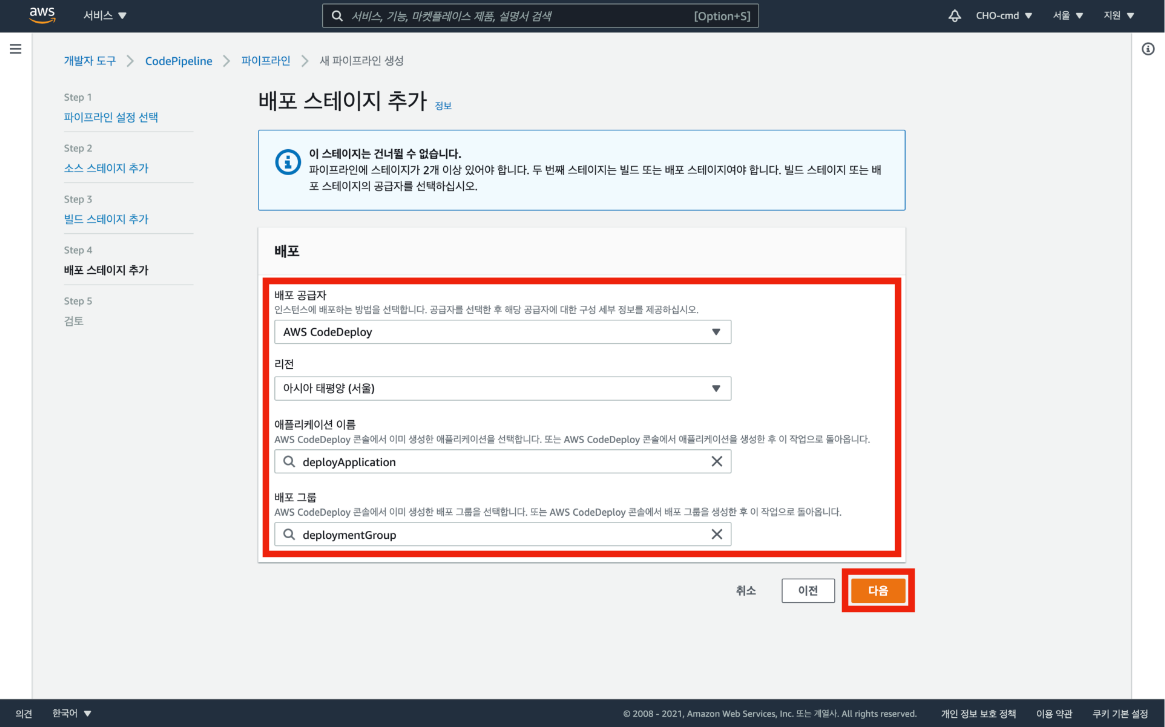 aws
서비스 ▼
서비스, 기능, 마켓플레이스 제품, 설명서 검색
[Option+S]
CHO-cmd ▼
서울 ▼
지원 ▼
개발자 도구 > CodePipeline > 파이프라인 > 새 파이프라인 생성
Step 1
파이프라인 설정 선택
Step 2
소스 스테이지 추가
Step 3
빌드 스테이지 추가
Step 4
배포 스테이지 추가
Step 5
검토
배포 스테이지 추가 정보
이 스테이지는 건너뛸 수 없습니다.
파이프라인에 스테이지가 2개 이상 있어야 합니다. 두 번째 스테이지는 빌드 또는 배포 스테이지여야 합니다. 빌드 스테이지 또는 배
포 스테이지의 공급자를 선택하십시오.
배포
배포 공급자
인스턴스에 배포하는 방법을 선택합니다. 공급자를 선택한 후 해당 공급자에 대한 구성 세부 정보를 제공하십시오.
AWS CodeDeploy
리전
아시아 태평양 (서울)
애플리케이션 이름
AWS CodeDeploy 콘솔에서 이미 생성한 애플리케이션을 선택합니다. 또는 AWS CodeDeploy 콘솔에서 애플리케이션을 생성한 후 이 작업으로 돌아옵니다.
deployApplication
배포 그룹
AWS CodeDeploy 콘솔에서 이미 생성한 배포 그룹을 선택합니다. 또는 AWS CodeDeploy 콘솔에서 배포 그룹을 생성한 후 이 작업으로 돌아옵니다.
deploymentGroup
취소
이전
다음
의견
한국어 ▼
© 2008 - 2021, Amazon Web Services, Inc. 또는 계열사. All rights reserved.
개인 정보 보호 정책
이용 약관
쿠키 기본 설정